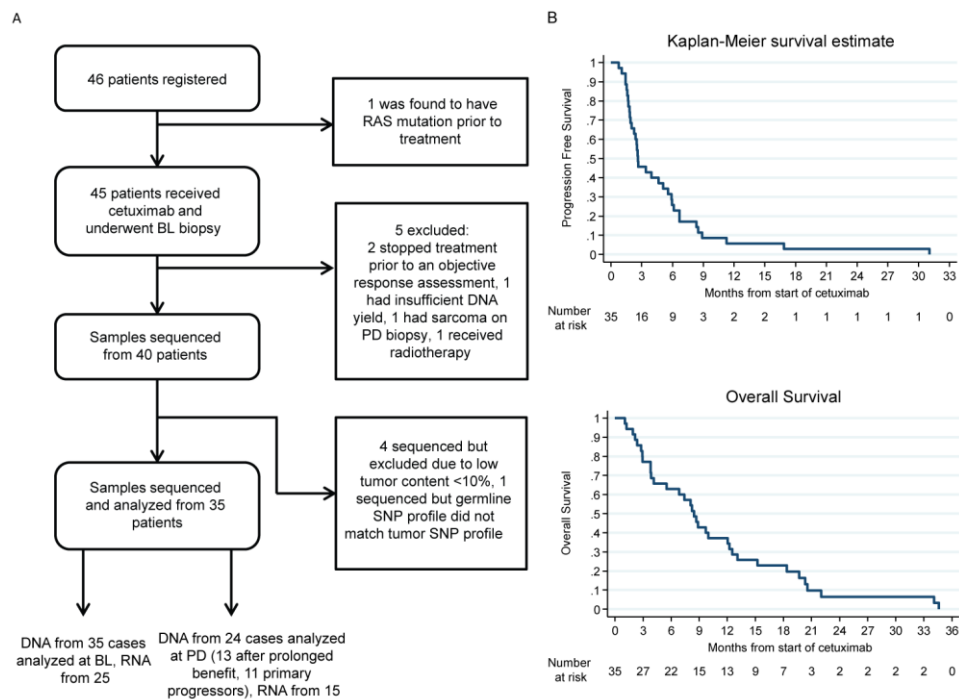 A
46 patients registered
1 was found to have
RAS mutation prior to
treatment
45 patients received
cetuximab and
underwent BL biopsy
5 excluded:
2 stopped treatment
prior to an objective
response assessment, 1
had insufficient DNA
yield, 1 had sarcoma on
PD biopsy, 1 received
radiotherapy
Samples sequenced
from 40 patients
4 sequenced but
excluded due to low
tumor content <10%, 1
sequenced but germline
SNP profile did not
match tumor SNP profile
Samples sequenced
and analyzed from 35
patients
DNA from 35 cases
analyzed at BL, RNA
from 25
DNA from 24 cases analyzed
at PD (13 after prolonged
benefit, 11 primary
progressors), RNA from 15
B
Kaplan-Meier survival estimate
Progression Free Survival
1
.9
.8
.7
.6
.5
.4
.3
.2
.1
0
0 3 6 9 12 15 18 21 24 27 30 33
Months from start of cetuximab
Number
at risk
35 16 9 3 2 2 1 1 1 1 1 0
Overall Survival
Overall Survival
1
.9
.8
.7
.6
.5
.4
.3
.2
.1
0
0 3 6 9 12 15 18 21 24 27 30 33 36
Months from start of cetuximab
Number
at risk
35 27 22 15 13 9 7 3 2 2 2 2 0